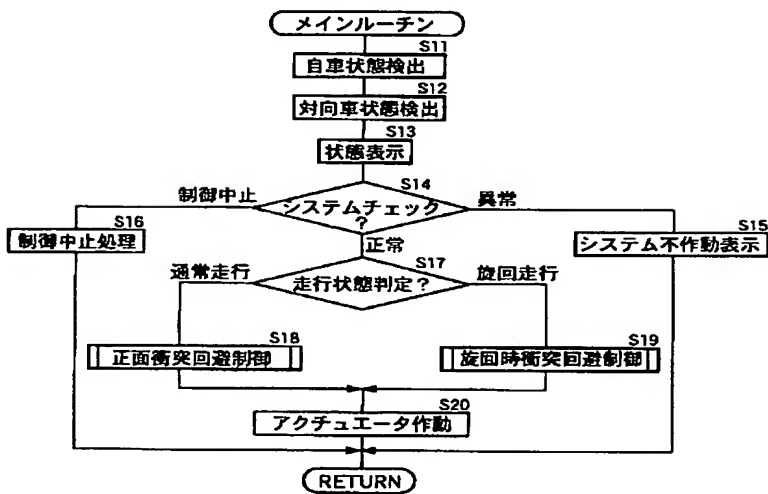 メインルーチン
S11
自車状態検出
S12
対向車状態検出
S13
状態表示
S14
制御中止
システムチェック
?
異常
S16
制御中止処理
正常
S15
システム不作動表示
S17
通常走行
走行状態判定?
旋回走行
S18
正面衝突回避制御
S19
旋回時衝突回避制御
S20
アクチュエータ作動
RETURN